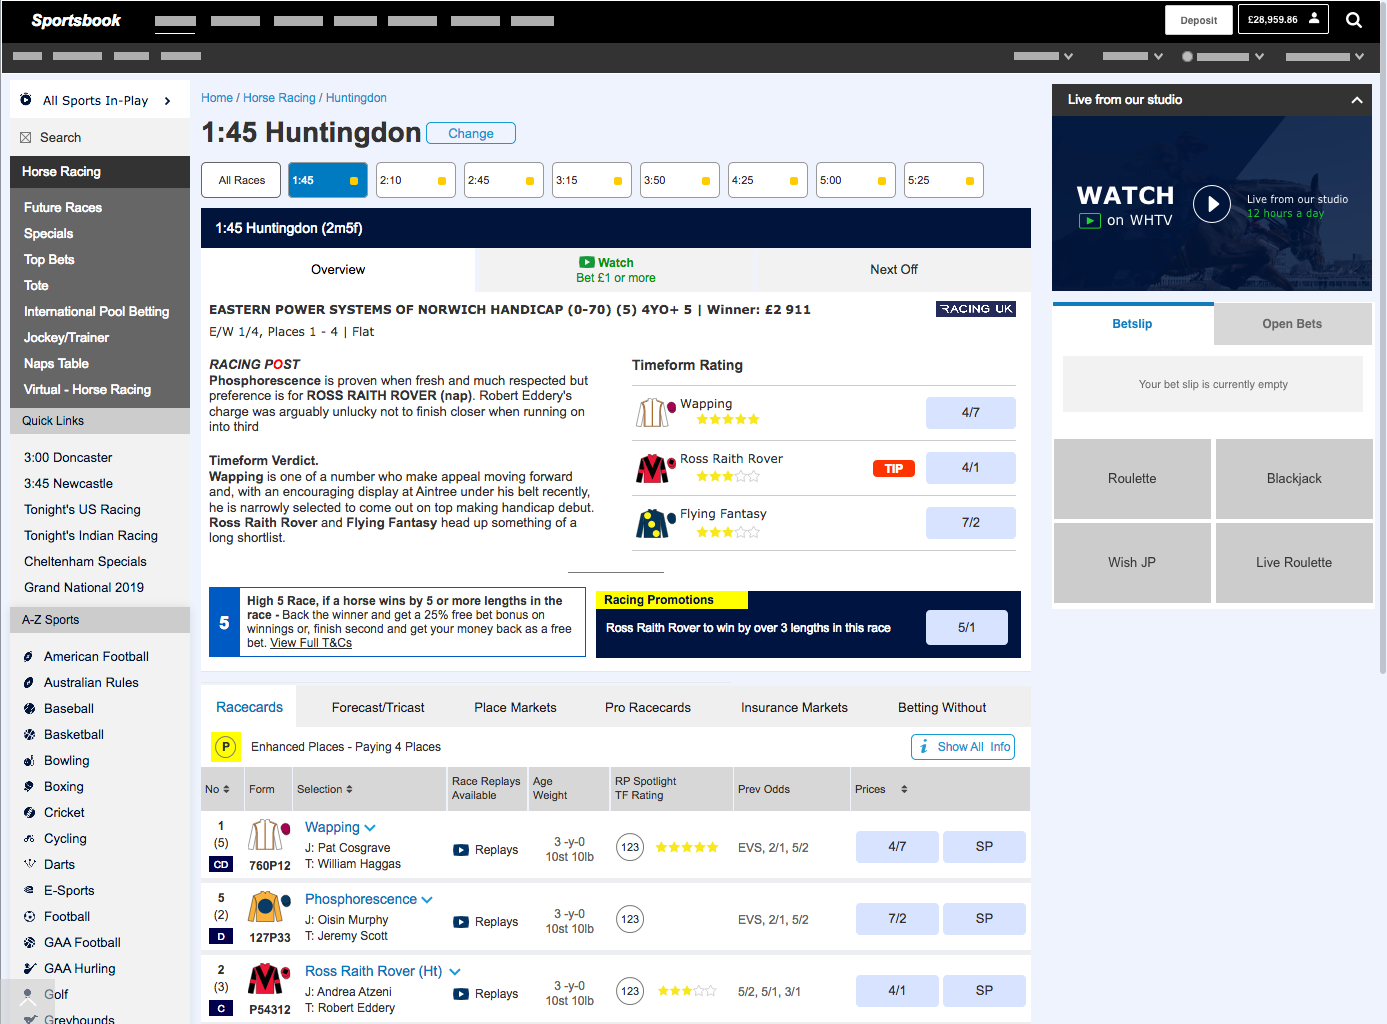 Sportsbook
Deposit
£28,959.86
All Sports In-Play
Search
Horse Racing
Future Races
Specials
Top Bets
Tote
International Pool Betting
Jockey/Trainer
Naps Table
Virtual - Horse Racing
Quick Links
3:00 Doncaster
3:45 Newcastle
Tonight's US Racing
Tonight's Indian Racing
Cheltenham Specials
Grand National 2019
A-Z Sports
American Football
Australian Rules
Baseball
Basketball
Bowling
Boxing
Cricket
Cycling
Darts
E-Sports
Football
GAA Football
GAA Hurling
Golf
Greyhounds
Home / Horse Racing / Huntingdon
1:45 Huntingdon
Change
All Races
1:45
2:10
2:45
3:15
3:50
4:25
5:00
5:25
1:45 Huntingdon (2m5f)
Overview
Watch
Bet £1 or more
Next Off
EASTERN POWER SYSTEMS OF NORWICH HANDICAP (0-70) (5) 4YO+ 5 | Winner: £2 911
RACING UK
E/W 1/4, Places 1 - 4 | Flat
RACING POST
Phosphorescence is proven when fresh and much respected but
preference is for ROSS RAITH ROVER (nap). Robert Eddery's
charge was arguably unlucky not to finish closer when running on
into third
Timeform Verdict.
Wapping is one of a number who make appeal moving forward
and, with an encouraging display at Aintree under his belt recently,
he is narrowly selected to come out on top making handicap debut.
Ross Raith Rover and Flying Fantasy head up something of a
long shortlist.
Timeform Rating
Wapping
4/7
Ross Raith Rover
TIP
4/1
Flying Fantasy
7/2
5
High 5 Race, if a horse wins by 5 or more lengths in the
race - Back the winner and get a 25% free bet bonus on
winnings or, finish second and get your money back as a free
bet. View Full T&Cs
Racing Promotions
Ross Raith Rover to win by over 3 lengths in this race
5/1
Racecards
Forecast/Tricast
Place Markets
Pro Racecards
Insurance Markets
Betting Without
P
Enhanced Places - Paying 4 Places
i Show All Info
No
Form
Selection
Race Replays
Available
Age
Weight
RP Spotlight
TF Rating
Prev Odds
Prices
1
(5)
CD
760P12
Wapping
J: Pat Cosgrave
T: William Haggas
Replays
3 -y-0
10st 10lb
123
EVS, 2/1, 5/2
4/7
SP
5
(2)
D
127P33
Phosphorescence
J: Oisin Murphy
T: Jeremy Scott
Replays
3 -y-0
10st 10lb
123
EVS, 2/1, 5/2
7/2
SP
2
(3)
C
P54312
Ross Raith Rover (Ht)
J: Andrea Atzeni
T: Robert Eddery
Replays
3 -y-0
10st 10lb
123
5/2, 5/1, 3/1
4/1
SP
Live from our studio
WATCH
on WHTV
Live from our studio
12 hours a day
Betslip
Open Bets
Your bet slip is currently empty
Roulette
Blackjack
Wish JP
Live Roulette